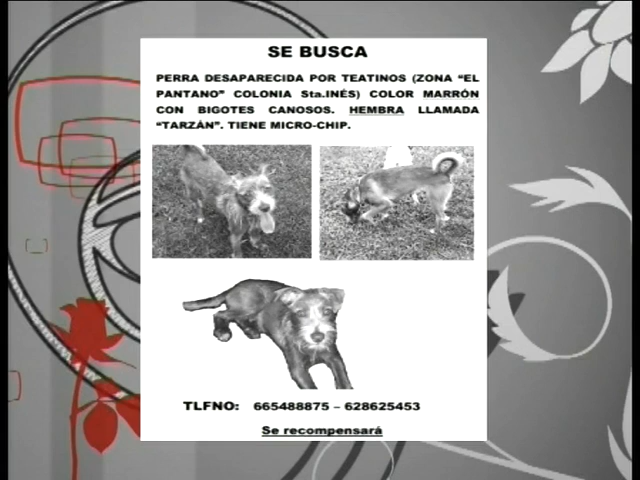 SE BUSCA
PERRA DESAPARECIDA POR TEATINOS (ZONA “EL
PANTANO” COLONIA Sta.INÉS) COLOR MARRÓN
CON BIGOTES CANOSOS. HEMBRA LLAMADA
“TARZÁN”. TIENE MICRO-CHIP.
TLFNO: 665488875 – 628625453
Se recompensará